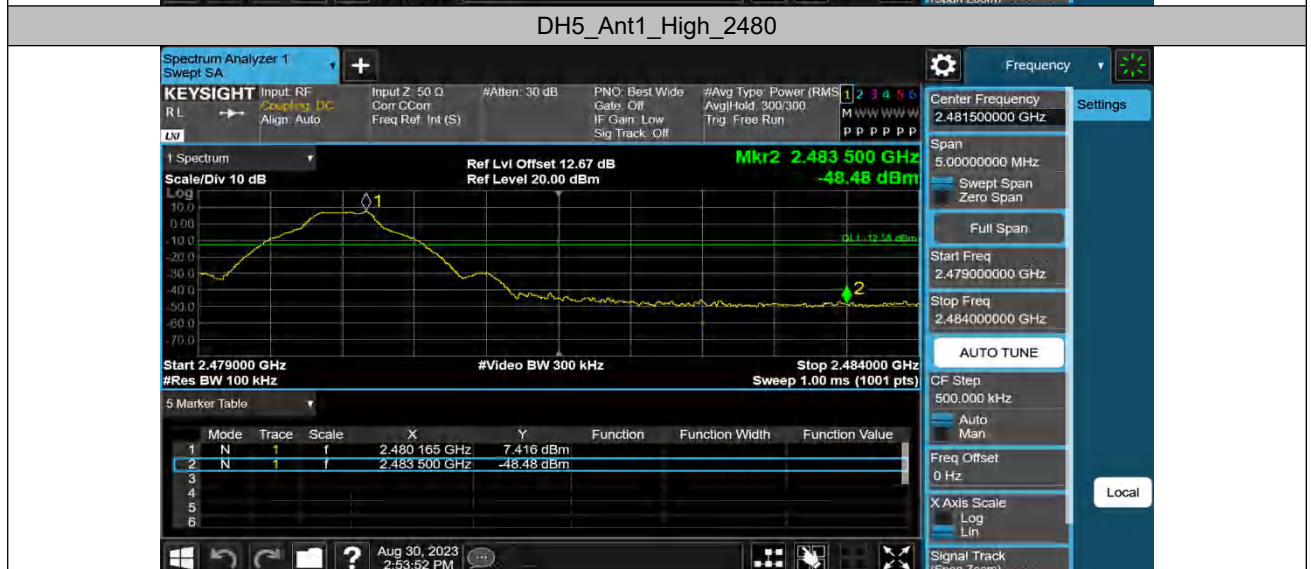 DH5_Ant1_High_2480
Spectrum Analyzer 1
Swept SA
Frequency
KEYSIGHT
R L
LXI
Input: RF
Coupling: DC
Align: Auto
Input Z: 50 Ω
Corr CCorr
Freq Ref: Int (S)
#Atten: 30 dB
PNO: Best Wide
Gate: Off
IF Gain: Low
Sig Track: Off
#Avg Type: Power (RMS
Avg|Hold: 300/300
Trig: Free Run
1 2 3 4 5 6
M W W W W W
P P P P P P
Center Frequency
2.481500000 GHz
Settings
1 Spectrum
Scale/Div 10 dB
Ref Lvl Offset 12.67 dB
Ref Level 20.00 dBm
Mkr2 2.483 500 GHz
-48.48 dBm
Span
5.00000000 MHz
Swept Span
Zero Span
Full Span
Start Freq
2.479000000 GHz
Stop Freq
2.484000000 GHz
AUTO TUNE
CF Step
500.000 kHz
Auto
Man
Freq Offset
0 Hz
X Axis Scale
Log
Lin
Signal Track
Local
Log
10.0
0.00
-10.0
-20.0
-30.0
-40.0
-50.0
-60.0
-70.0
1
DL1 -12.58 dBm
2
Start 2.479000 GHz
#Res BW 100 kHz
#Video BW 300 kHz
Stop 2.484000 GHz
Sweep 1.00 ms (1001 pts)
5 Marker Table
Mode Trace Scale X Y Function Function Width Function Value
1 N 1 f 2.480 165 GHz 7.416 dBm
2 N 1 f 2.483 500 GHz -48.48 dBm
3
4
5
6
?
Aug 30, 2023
2:53:52 PM